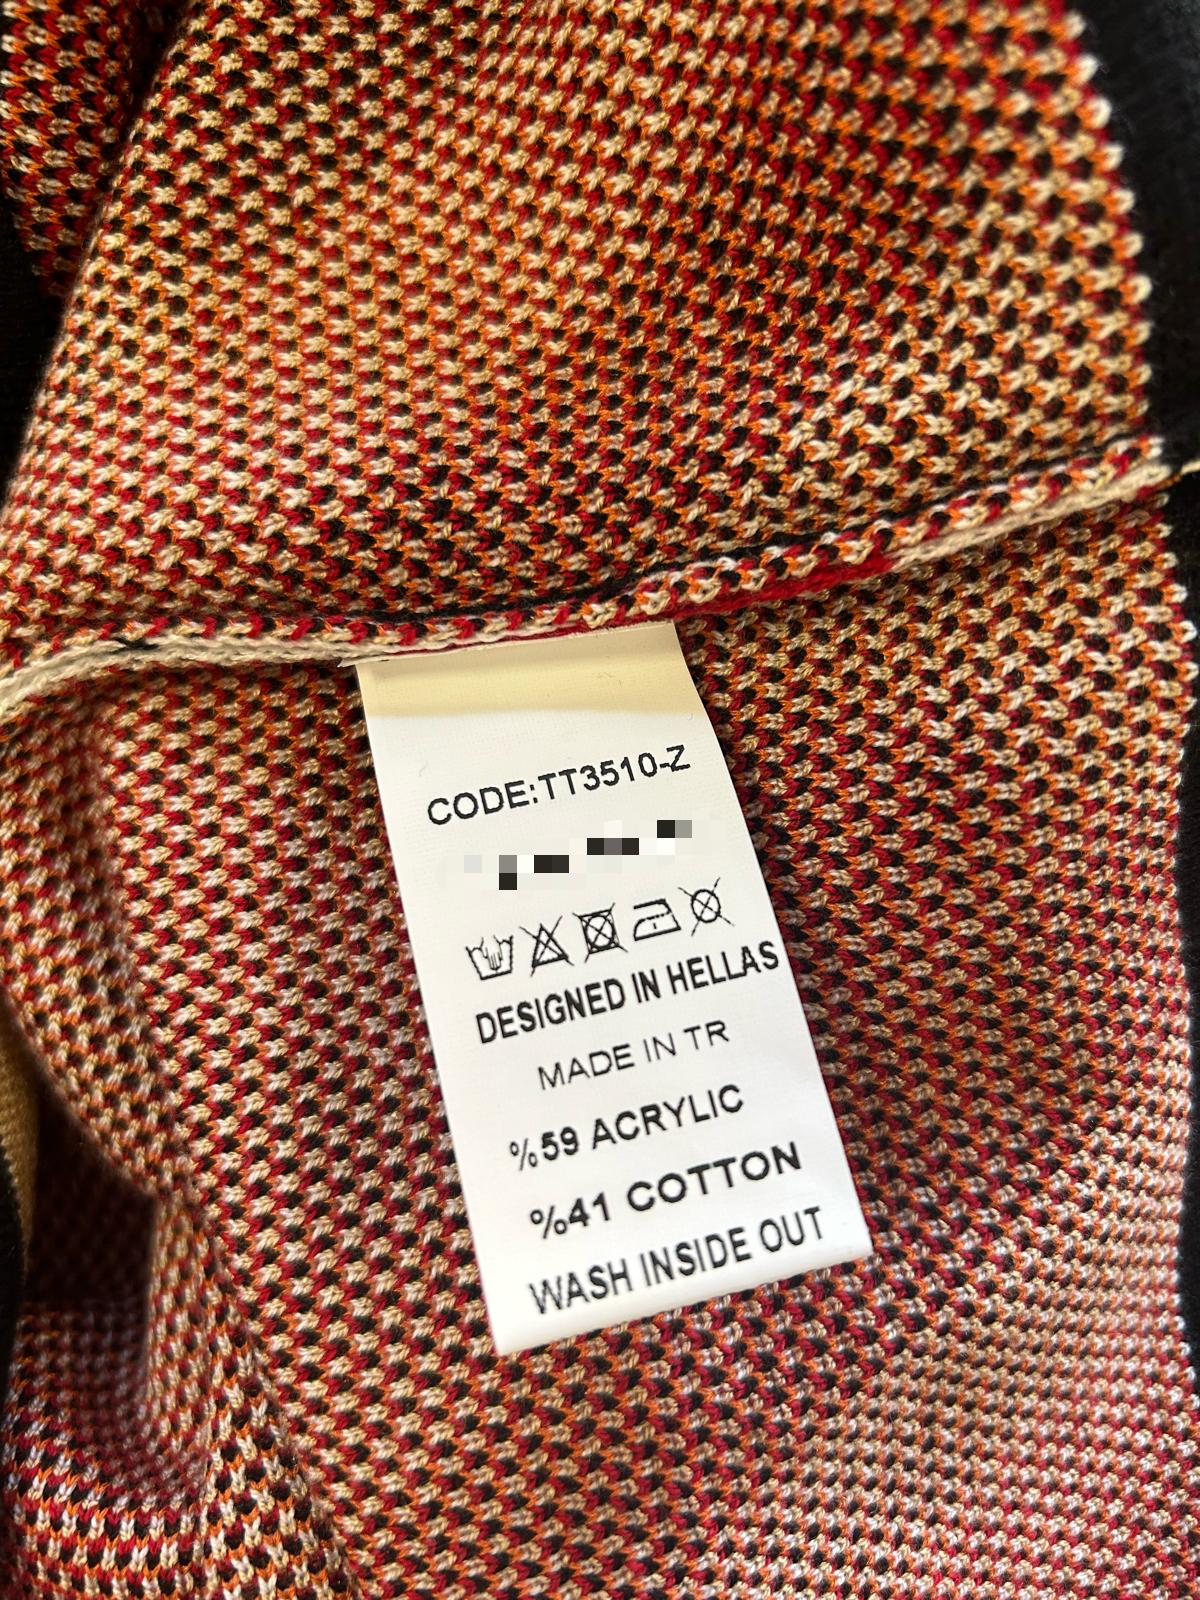 CODE:TT3510-Z
DESIGNED IN HELLAS
MADE IN TR
%59 ACRYLIC
%41 COTTON
WASH INSIDE OUT